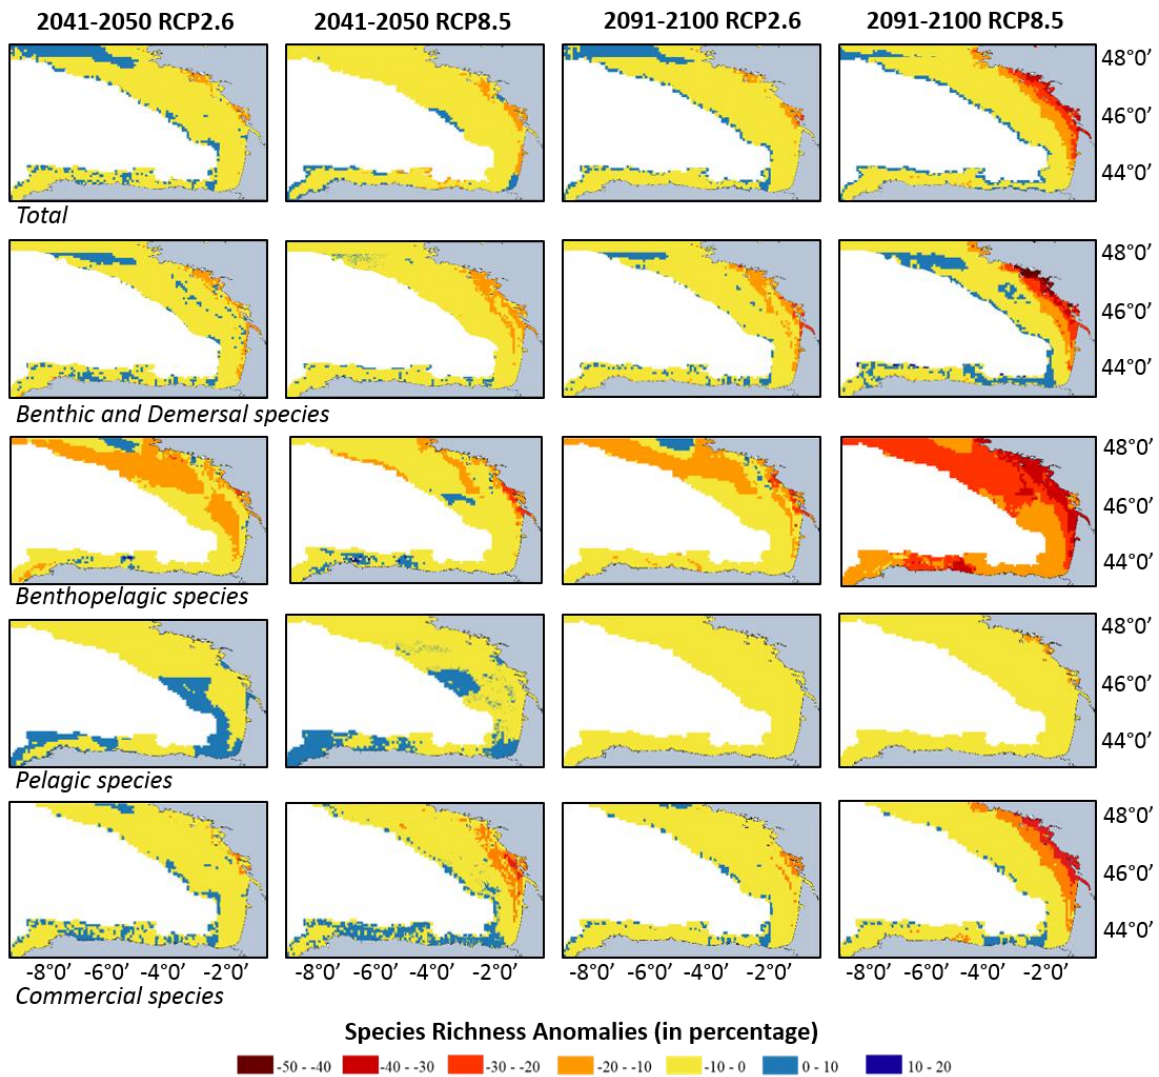 2041-2050 RCP2.6 2041-2050 RCP8.5 2091-2100 RCP2.6 2091-2100 RCP8.5
48°0′
46°0′
44°0′
Total
48°0′
46°0′
44°0′
Benthic and Demersal species
48°0′
46°0′
44°0′
Benthopelagic species
48°0′
46°0′
44°0′
Pelagic species
48°0′
46°0′
44°0′
-8°0′ -6°0′ -4°0′ -2°0′ -8°0′ -6°0′ -4°0′ -2°0′ -8°0′ -6°0′ -4°0′ -2°0′ -8°0′ -6°0′ -4°0′ -2°0′
Commercial species
Species Richness Anomalies (in percentage)
-50 - -40 -40 - -30 -30 - -20 -20 - -10 -10 - 0 0 - 10 10 - 20